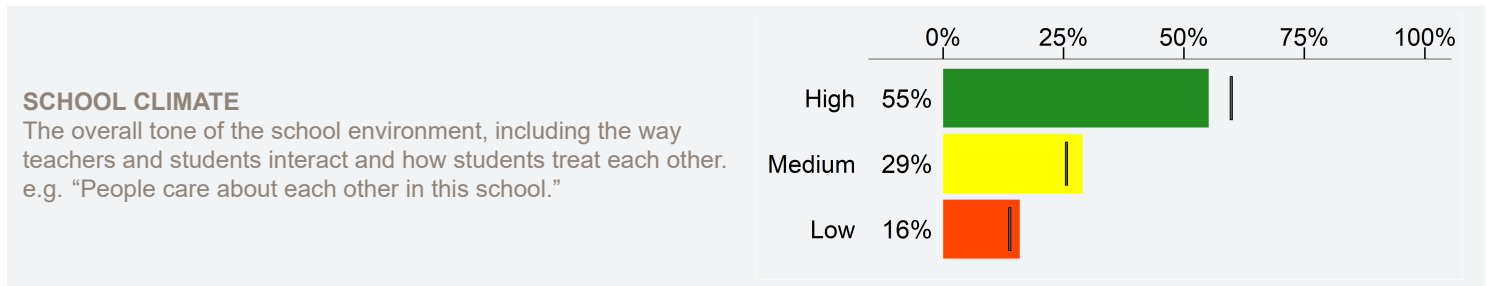 SCHOOL CLIMATE
The overall tone of the school environment, including the way
teachers and students interact and how students treat each other.
e.g. “People care about each other in this school.”
0% 25% 50% 75% 100%
High 55%
Medium 29%
Low 16%